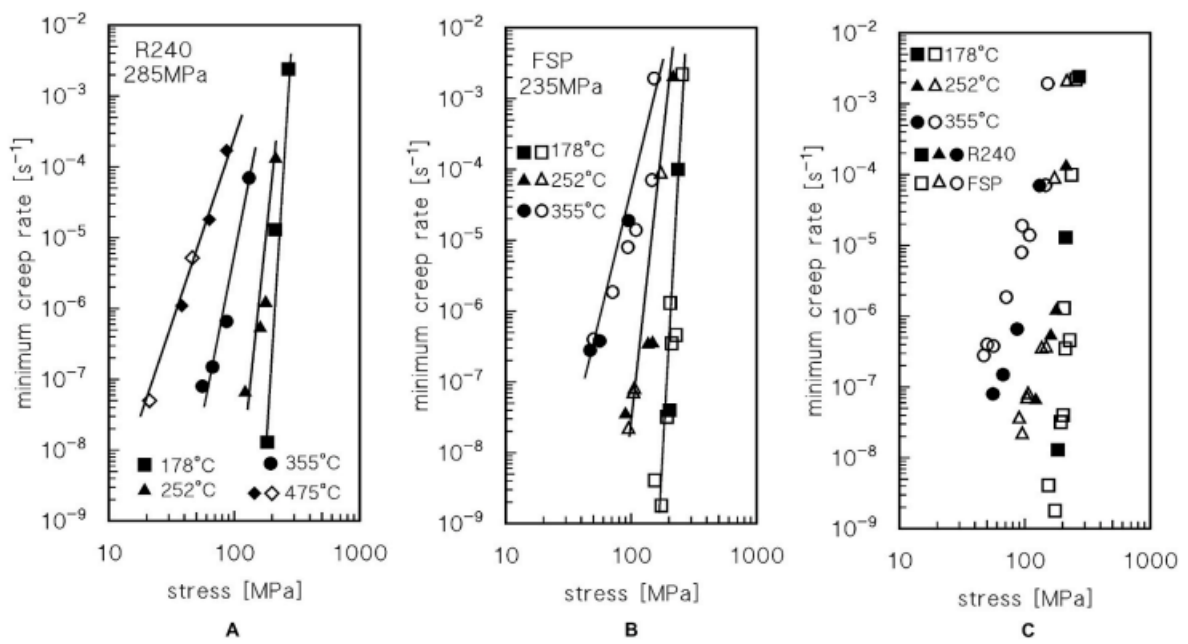 10⁻²
10⁻³
10⁻⁴
10⁻⁵
10⁻⁶
10⁻⁷
10⁻⁸
10⁻⁹
minimum creep rate [s⁻¹]
R240
285MPa
■ 178°C
▲ 252°C
● 355°C
◆◇ 475°C
10
100
1000
stress [MPa]
A
10⁻²
10⁻³
10⁻⁴
10⁻⁵
10⁻⁶
10⁻⁷
10⁻⁸
10⁻⁹
minimum creep rate [s⁻¹]
FSP
235MPa
■□ 178°C
▲△ 252°C
●○ 355°C
10
100
1000
stress [MPa]
B
10⁻²
10⁻³
10⁻⁴
10⁻⁵
10⁻⁶
10⁻⁷
10⁻⁸
10⁻⁹
minimum creep rate [s⁻¹]
■□ 178°C
▲△ 252°C
●○ 355°C
■▲● R240
□△○ FSP
10
100
1000
stress [MPa]
C